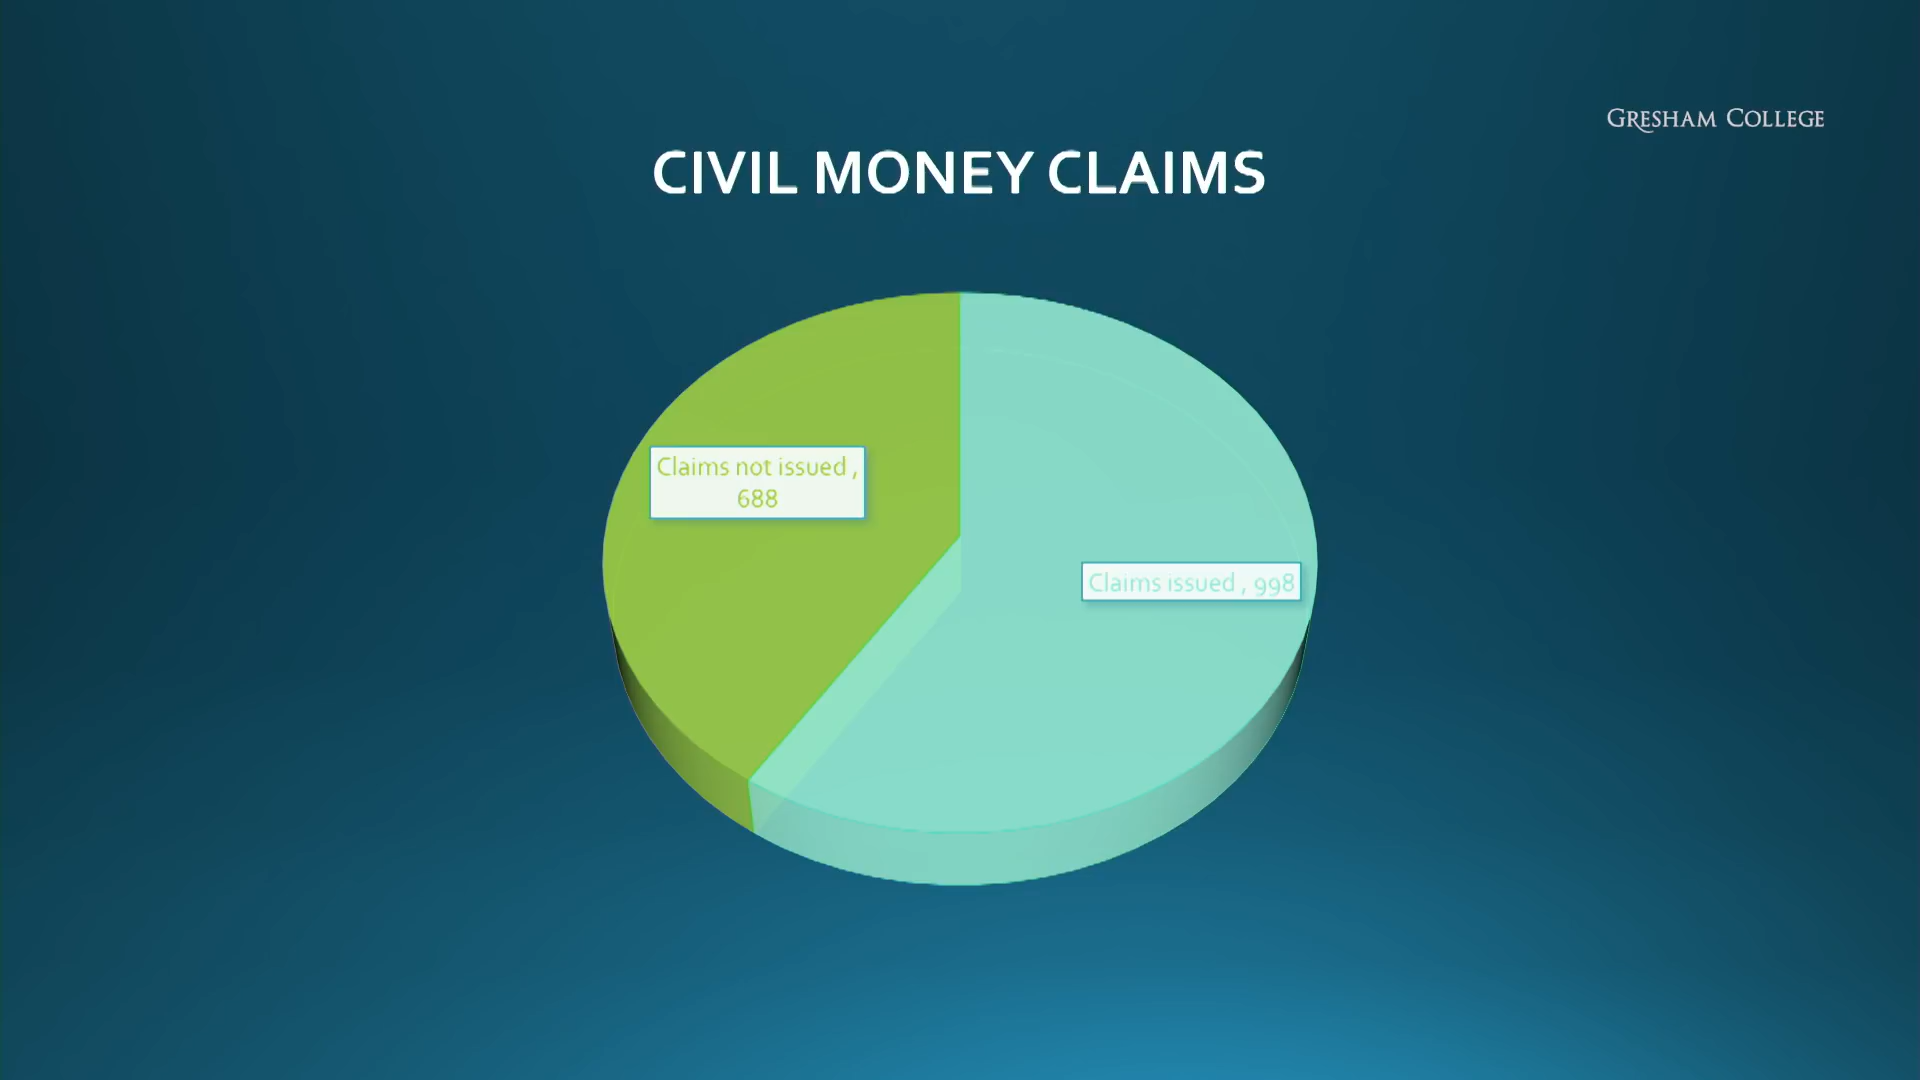 GRESHAM COLLEGE
CIVIL MONEY CLAIMS
Claims not issued ,
688
Claims issued , 998